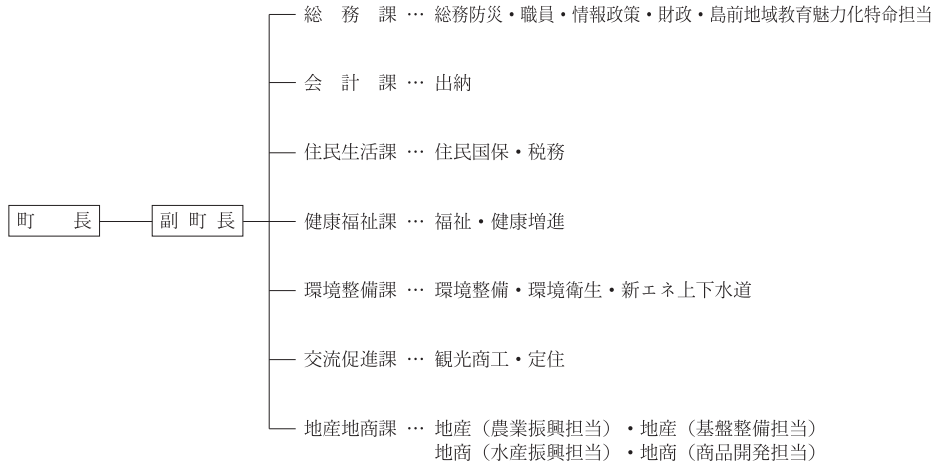 総務課 … 総務防災・職員・情報政策・財政・島前地域教育魅力化特命担当
会計課 … 出納
住民生活課 … 住民国保・税務
町長 副町長 健康福祉課 … 福祉・健康増進
環境整備課 … 環境整備・環境衛生・新エネ上下水道
交流促進課 … 観光商工・定住
地産地商課 … 地産（農業振興担当）・地産（基盤整備担当）
地商（水産振興担当）・地商（商品開発担当）